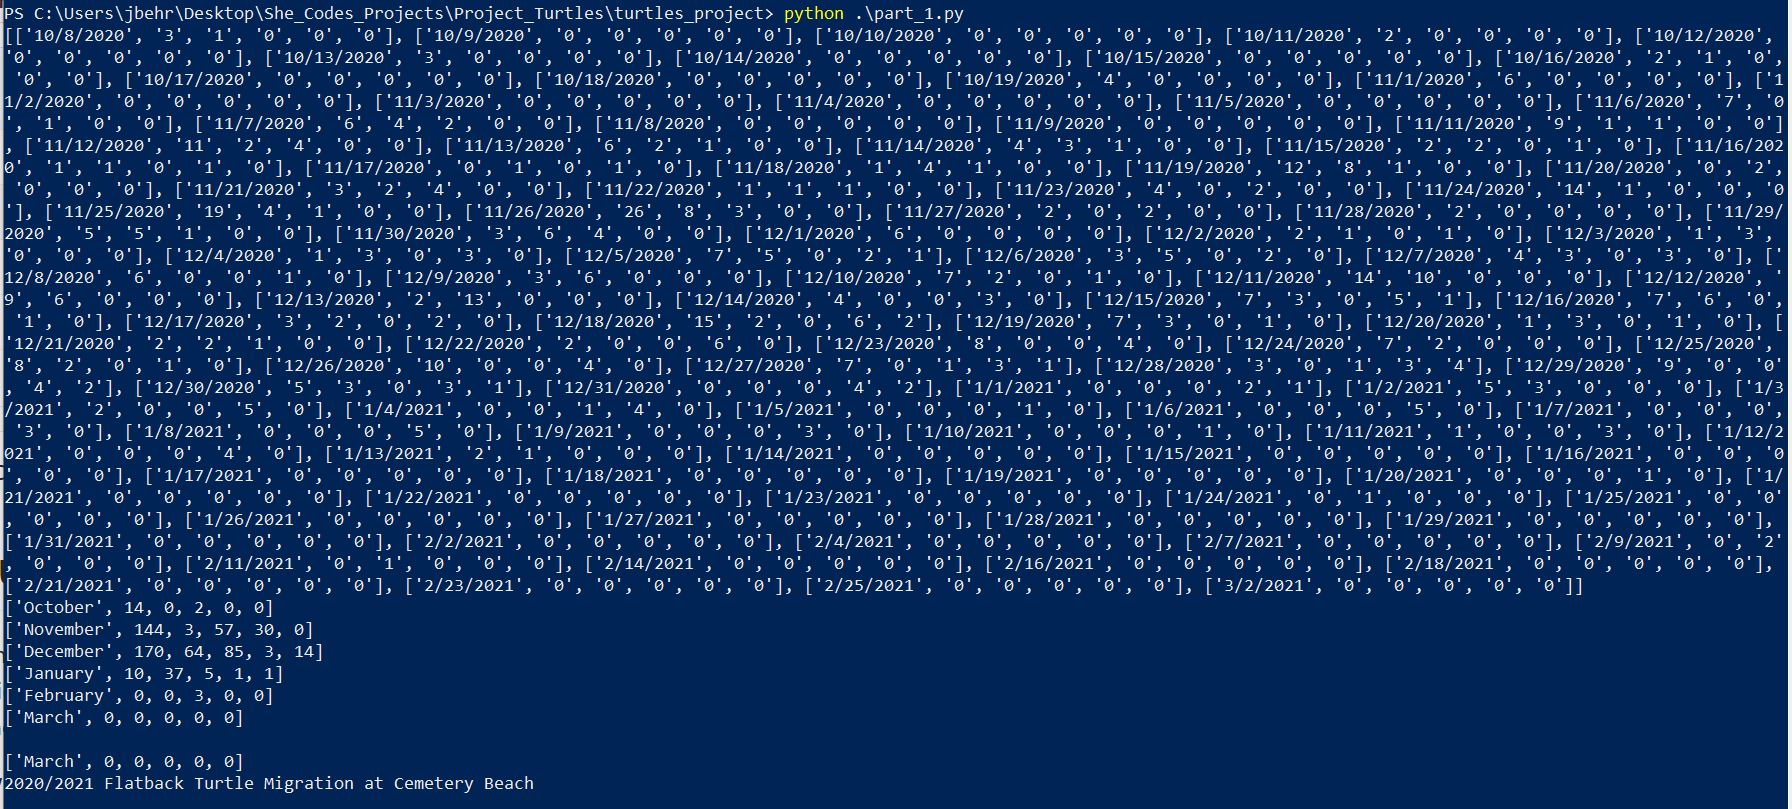 PS C:\Users\jbehr\Desktop\She_Codes_Projects\Project_Turtles\turtles_project> python .\part_1.py
[['10/8/2020', '3', '1', '0', '0', '0'], ['10/9/2020', '0', '0', '0', '0', '0'], ['10/10/2020', '0', '0', '0', '0', '0'], ['10/11/2020', '2', '0', '0', '0', '0'], ['10/12/2020',
'0', '0', '0', '0', '0'], ['10/13/2020', '3', '0', '0', '0', '0'], ['10/14/2020', '0', '0', '0', '0', '0'], ['10/15/2020', '0', '0', '0', '0', '0'], ['10/16/2020', '2', '1', '0',
'0', '0'], ['10/17/2020', '0', '0', '0', '0', '0'], ['10/18/2020', '0', '0', '0', '0', '0'], ['10/19/2020', '4', '0', '0', '0', '0'], ['11/1/2020', '6', '0', '0', '0', '0'], ['1
1/2/2020', '0', '0', '0', '0', '0'], ['11/3/2020', '0', '0', '0', '0', '0'], ['11/4/2020', '0', '0', '0', '0', '0'], ['11/5/2020', '0', '0', '0', '0', '0'], ['11/6/2020', '7', '0
', '1', '0', '0'], ['11/7/2020', '6', '4', '2', '0', '0'], ['11/8/2020', '0', '0', '0', '0', '0'], ['11/9/2020', '0', '0', '0', '0', '0'], ['11/11/2020', '9', '1', '1', '0', '0']
, ['11/12/2020', '11', '2', '4', '0', '0'], ['11/13/2020', '6', '2', '1', '0', '0'], ['11/14/2020', '4', '3', '1', '0', '0'], ['11/15/2020', '2', '2', '0', '1', '0'], ['11/16/202
0', '1', '1', '0', '1', '0'], ['11/17/2020', '0', '1', '0', '1', '0'], ['11/18/2020', '1', '4', '1', '0', '0'], ['11/19/2020', '12', '8', '1', '0', '0'], ['11/20/2020', '0', '2',
'0', '0', '0'], ['11/21/2020', '3', '2', '4', '0', '0'], ['11/22/2020', '1', '1', '1', '0', '0'], ['11/23/2020', '4', '0', '2', '0', '0'], ['11/24/2020', '14', '1', '0', '0', '0
'], ['11/25/2020', '19', '4', '1', '0', '0'], ['11/26/2020', '26', '8', '3', '0', '0'], ['11/27/2020', '2', '0', '2', '0', '0'], ['11/28/2020', '2', '0', '0', '0', '0'], ['11/29/
2020', '5', '5', '1', '0', '0'], ['11/30/2020', '3', '6', '4', '0', '0'], ['12/1/2020', '6', '0', '0', '0', '0'], ['12/2/2020', '2', '1', '0', '1', '0'], ['12/3/2020', '1', '3',
'0', '0', '0'], ['12/4/2020', '1', '3', '0', '3', '0'], ['12/5/2020', '7', '5', '0', '2', '1'], ['12/6/2020', '3', '5', '0', '2', '0'], ['12/7/2020', '4', '3', '0', '3', '0'], ['
12/8/2020', '6', '0', '0', '1', '0'], ['12/9/2020', '3', '6', '0', '0', '0'], ['12/10/2020', '7', '2', '0', '1', '0'], ['12/11/2020', '14', '10', '0', '0', '0'], ['12/12/2020', '
9', '6', '0', '0', '0'], ['12/13/2020', '2', '13', '0', '0', '0'], ['12/14/2020', '4', '0', '0', '3', '0'], ['12/15/2020', '7', '3', '0', '5', '1'], ['12/16/2020', '7', '6', '0',
'1', '0'], ['12/17/2020', '3', '2', '0', '2', '0'], ['12/18/2020', '15', '2', '0', '6', '2'], ['12/19/2020', '7', '3', '0', '1', '0'], ['12/20/2020', '1', '3', '0', '1', '0'], [
'12/21/2020', '2', '2', '1', '0', '0'], ['12/22/2020', '2', '0', '0', '6', '0'], ['12/23/2020', '8', '0', '0', '4', '0'], ['12/24/2020', '7', '2', '0', '0', '0'], ['12/25/2020',
'8', '2', '0', '1', '0'], ['12/26/2020', '10', '0', '0', '4', '0'], ['12/27/2020', '7', '0', '1', '3', '1'], ['12/28/2020', '3', '0', '1', '3', '4'], ['12/29/2020', '9', '0', '0'
, '4', '2'], ['12/30/2020', '5', '3', '0', '3', '1'], ['12/31/2020', '0', '0', '0', '4', '2'], ['1/1/2021', '0', '0', '0', '2', '1'], ['1/2/2021', '5', '3', '0', '0', '0'], ['1/3
/2021', '2', '0', '0', '5', '0'], ['1/4/2021', '0', '0', '1', '4', '0'], ['1/5/2021', '0', '0', '0', '1', '0'], ['1/6/2021', '0', '0', '0', '5', '0'], ['1/7/2021', '0', '0', '0',
'3', '0'], ['1/8/2021', '0', '0', '0', '5', '0'], ['1/9/2021', '0', '0', '0', '3', '0'], ['1/10/2021', '0', '0', '0', '1', '0'], ['1/11/2021', '1', '0', '0', '3', '0'], ['1/12/2
021', '0', '0', '0', '4', '0'], ['1/13/2021', '2', '1', '0', '0', '0'], ['1/14/2021', '0', '0', '0', '0', '0'], ['1/15/2021', '0', '0', '0', '0', '0'], ['1/16/2021', '0', '0', '0
', '0', '0'], ['1/17/2021', '0', '0', '0', '0', '0'], ['1/18/2021', '0', '0', '0', '0', '0'], ['1/19/2021', '0', '0', '0', '0', '0'], ['1/20/2021', '0', '0', '0', '1', '0'], ['1/
21/2021', '0', '0', '0', '0', '0'], ['1/22/2021', '0', '0', '0', '0', '0'], ['1/23/2021', '0', '0', '0', '0', '0'], ['1/24/2021', '0', '1', '0', '0', '0'], ['1/25/2021', '0', '0'
, '0', '0', '0'], ['1/26/2021', '0', '0', '0', '0', '0'], ['1/27/2021', '0', '0', '0', '0', '0'], ['1/28/2021', '0', '0', '0', '0', '0'], ['1/29/2021', '0', '0', '0', '0', '0'],
['1/31/2021', '0', '0', '0', '0', '0'], ['2/2/2021', '0', '0', '0', '0', '0'], ['2/4/2021', '0', '0', '0', '0', '0'], ['2/7/2021', '0', '0', '0', '0', '0'], ['2/9/2021', '0', '2'
, '0', '0', '0'], ['2/11/2021', '0', '1', '0', '0', '0'], ['2/14/2021', '0', '0', '0', '0', '0'], ['2/16/2021', '0', '0', '0', '0', '0'], ['2/18/2021', '0', '0', '0', '0', '0'],
['2/21/2021', '0', '0', '0', '0', '0'], ['2/23/2021', '0', '0', '0', '0', '0'], ['2/25/2021', '0', '0', '0', '0', '0'], ['3/2/2021', '0', '0', '0', '0', '0']]
['October', 14, 0, 2, 0, 0]
['November', 144, 3, 57, 30, 0]
['December', 170, 64, 85, 3, 14]
['January', 10, 37, 5, 1, 1]
['February', 0, 0, 3, 0, 0]
['March', 0, 0, 0, 0, 0]
['March', 0, 0, 0, 0, 0]
2020/2021 Flatback Turtle Migration at Cemetery Beach